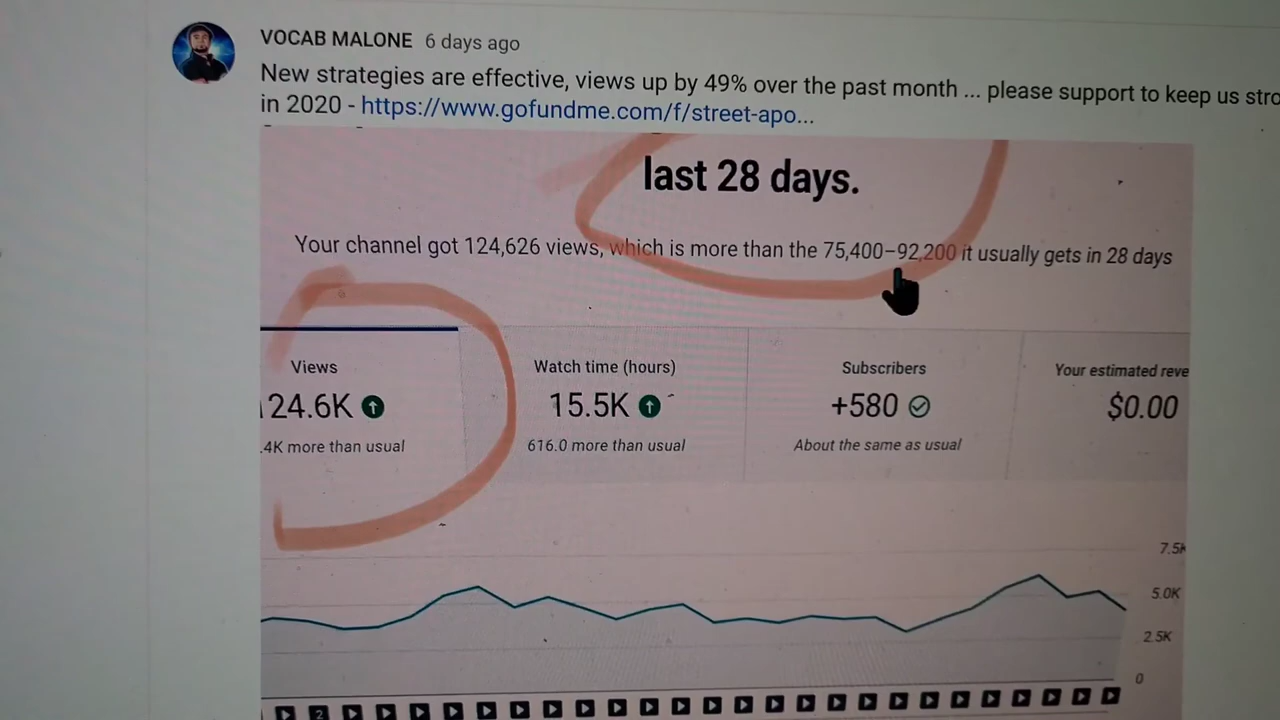 VOCAB MALONE 6 days ago
New strategies are effective, views up by 49% over the past month ... please support to keep us stro
in 2020 - https://www.gofundme.com/f/street-apo...
last 28 days.
Your channel got 124,626 views, which is more than the 75,400–92,200 it usually gets in 28 days
Views
124.6K
.4K more than usual
Watch time (hours)
15.5K
616.0 more than usual
Subscribers
+580
About the same as usual
Your estimated reve
$0.00
7.5K
5.0K
2.5K
0
2